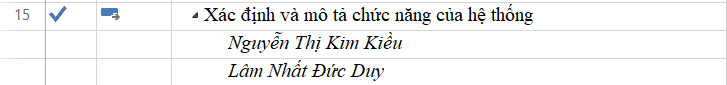 15 Xác định và mô tả chức năng của hệ thống
Nguyễn Thị Kim Kiều
Lâm Nhất Đức Duy